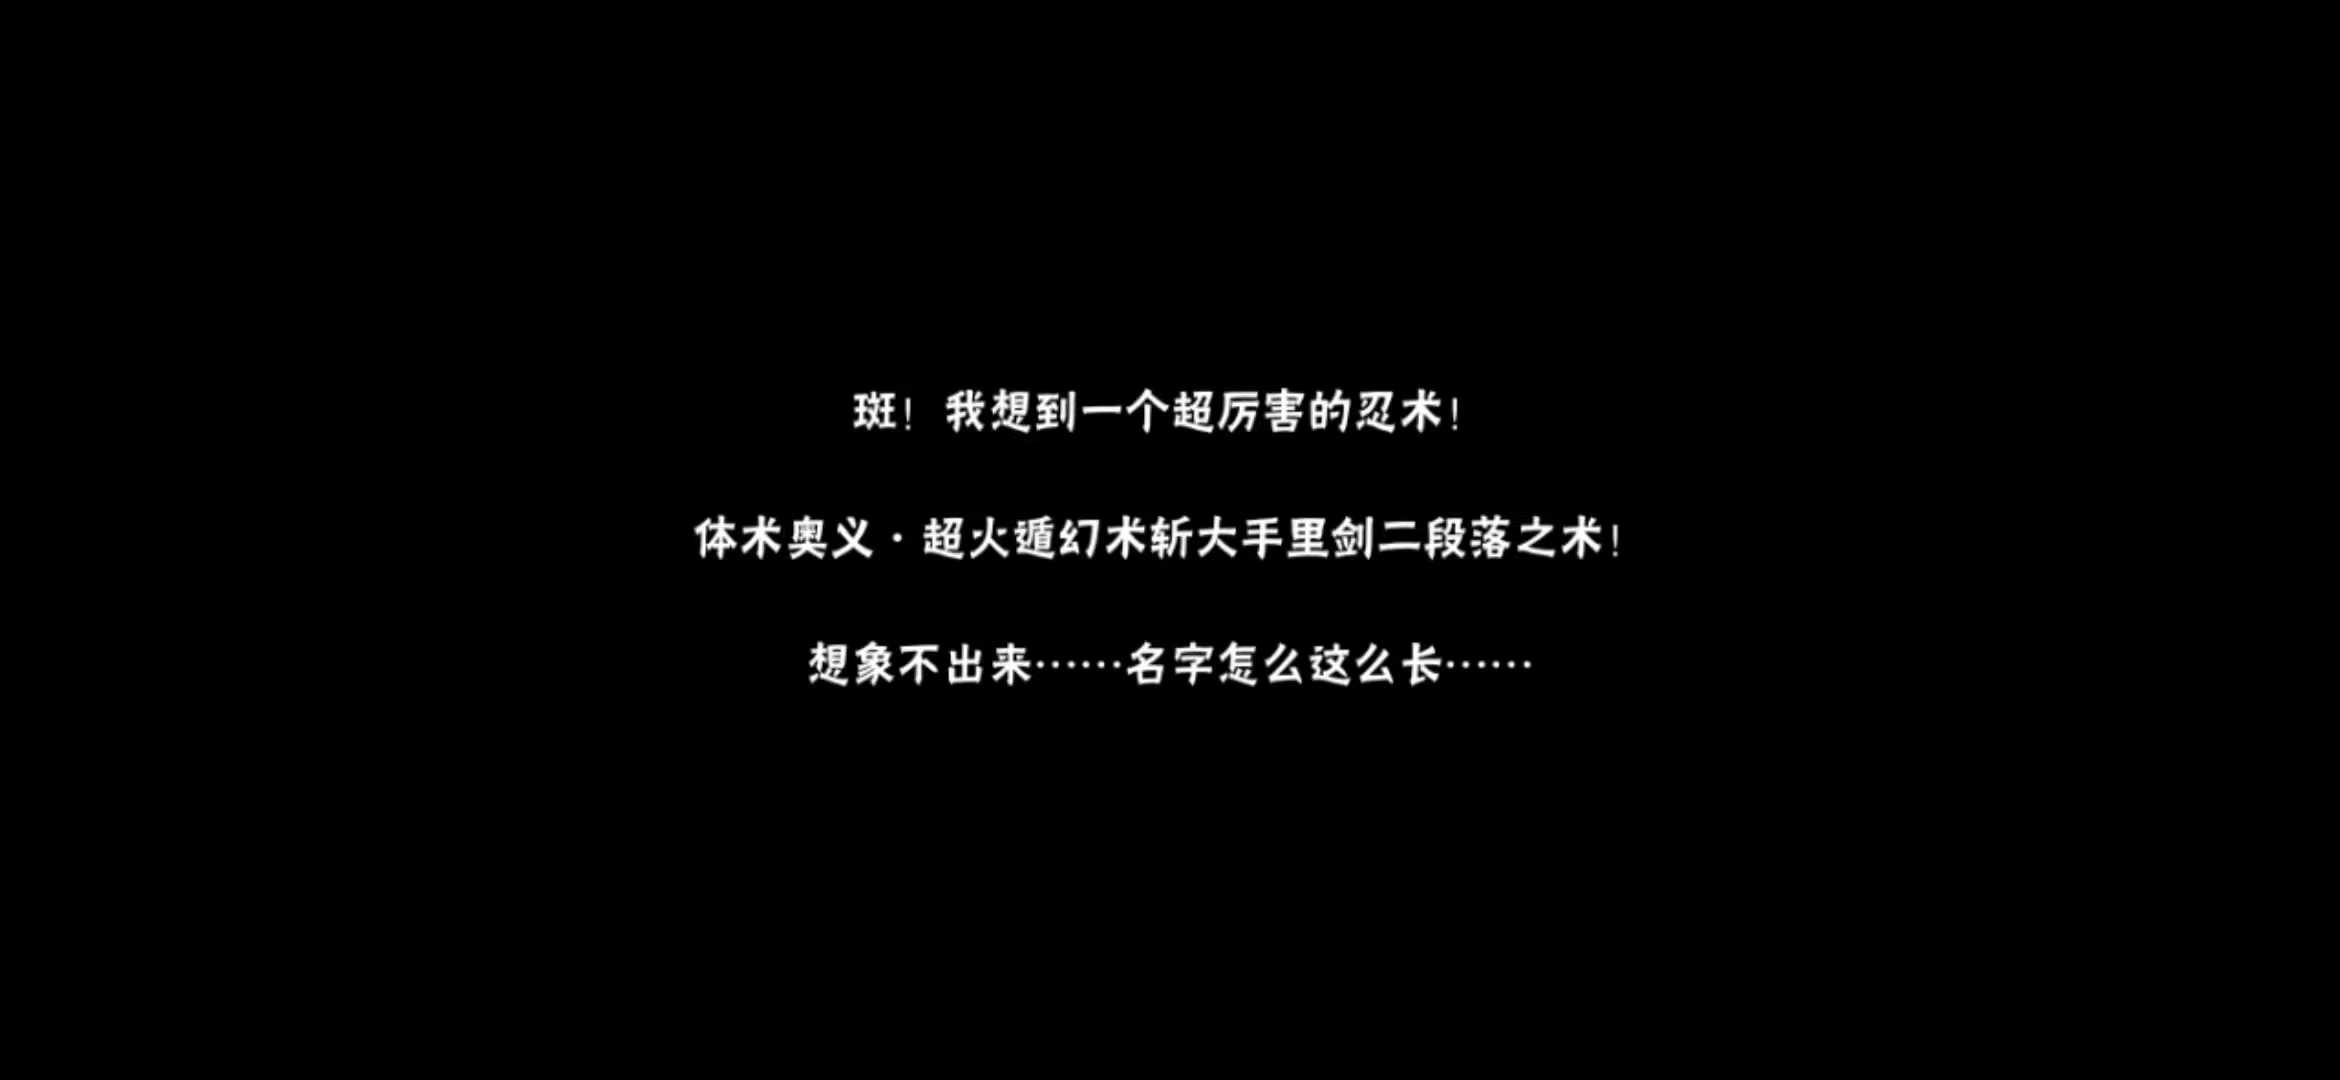 斑！我想到一个超厉害的忍术！
体术奥义·超火遁幻术斩大手里剑二段落之术！
想象不出来……名字怎么这么长……